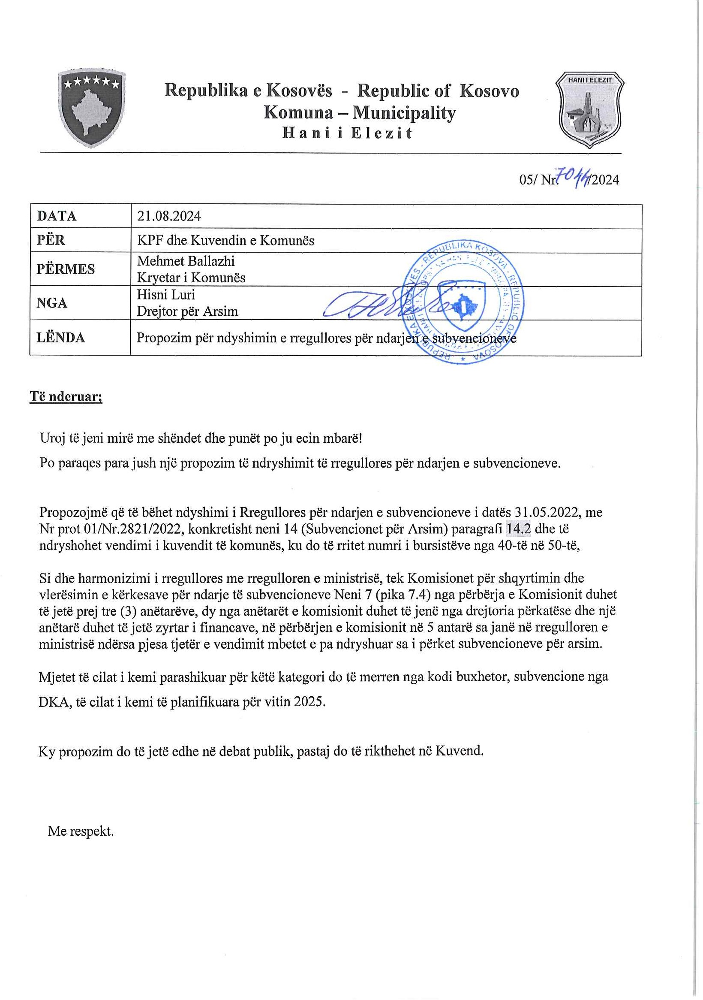 Republika e Kosovës - Republic of Kosovo
Komuna – Municipality
Hani i Elezit
HANI I ELEZIT
05/ Nr. /2024
DATA 21.08.2024
PËR KPF dhe Kuvendin e Komunës
PËRMES Mehmet Ballazhi
Kryetar i Komunës
NGA Hisni Luri
Drejtor për Arsim
LËNDA Propozim për ndyshimin e rregullores për ndarjen e subvencioneve
REPUBLIKA E KOSOVËS - REPUBLIKA KOSOVA - REPUBLIC OF KOSOVA
Të nderuar;
Uroj të jeni mirë me shëndet dhe punët po ju ecin mbarë!
Po paraqes para jush një propozim të ndryshimit të rregullores për ndarjen e subvencioneve.
Propozojmë që të bëhet ndyshimi i Rregullores për ndarjen e subvencioneve i datës 31.05.2022, me
Nr prot 01/Nr.2821/2022, konkretisht neni 14 (Subvencionet për Arsim) paragrafi 14.2 dhe të
ndryshohet vendimi i kuvendit të komunës, ku do të rritet numri i bursistëve nga 40-të në 50-të,
Si dhe harmonizimi i rregullores me rregulloren e ministrisë, tek Komisionet për shqyrtimin dhe
vlerësimin e kërkesave për ndarje të subvencioneve Neni 7 (pika 7.4) nga përbërja e Komisionit duhet
të jetë prej tre (3) anëtarëve, dy nga anëtarët e komisionit duhet të jenë nga drejtoria përkatëse dhe një
anëtarë duhet të jetë zyrtar i financave, në përbërjen e komisionit në 5 antarë sa janë në rregulloren e
ministrisë ndërsa pjesa tjetër e vendimit mbetet e pa ndryshuar sa i përket subvencioneve për arsim.
Mjetet të cilat i kemi parashikuar për këtë kategori do të merren nga kodi buxhetor, subvencione nga
DKA, të cilat i kemi të planifikuara për vitin 2025.
Ky propozim do të jetë edhe në debat publik, pastaj do të rikthehet në Kuvend.
Me respekt.